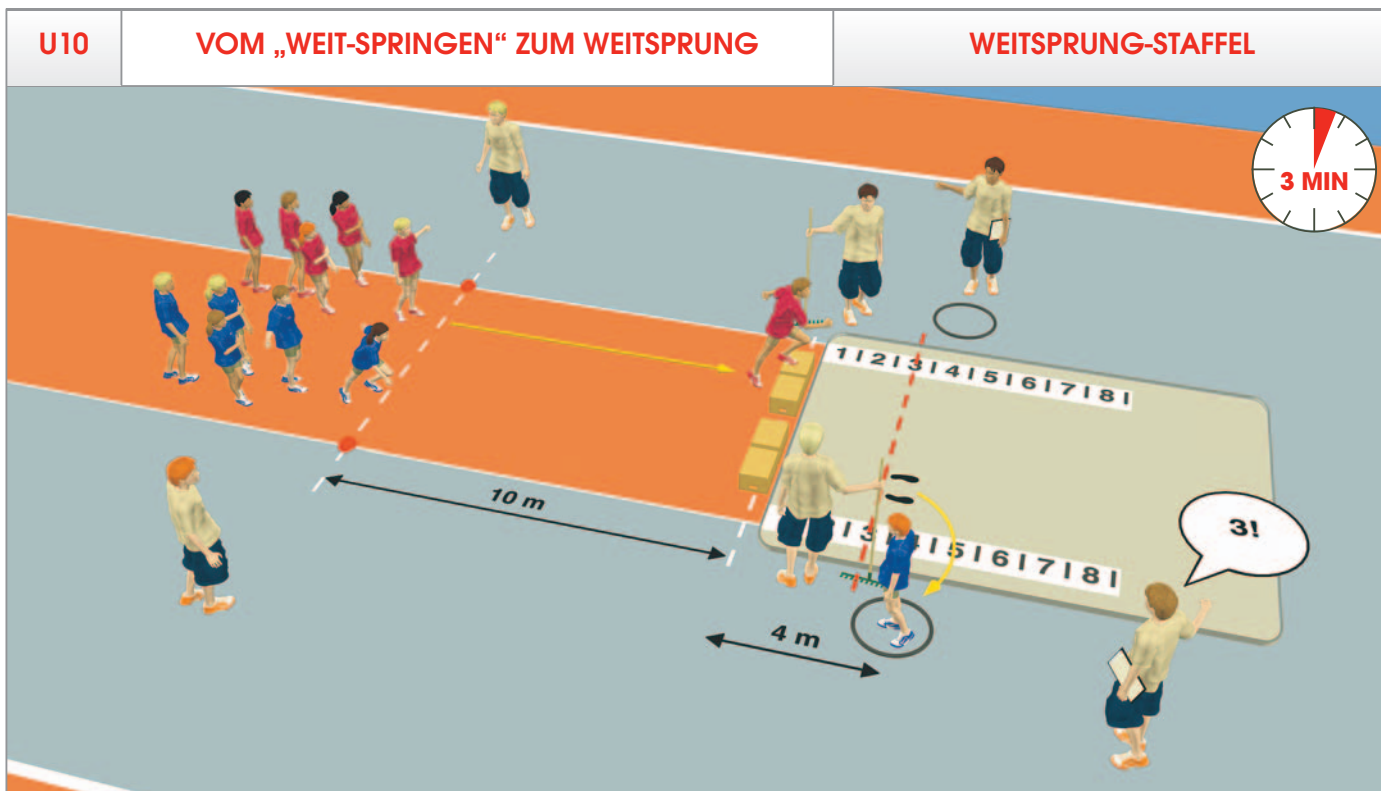 U10
VOM „WEIT-SPRINGEN“ ZUM WEITSPRUNG
WEITSPRUNG-STAFFEL
3 MIN
1 | 2 | 3 | 4 | 5 | 6 | 7 | 8 |
10 m
3!
| 3 | 4 | 5 | 6 | 7 | 8 |
4 m